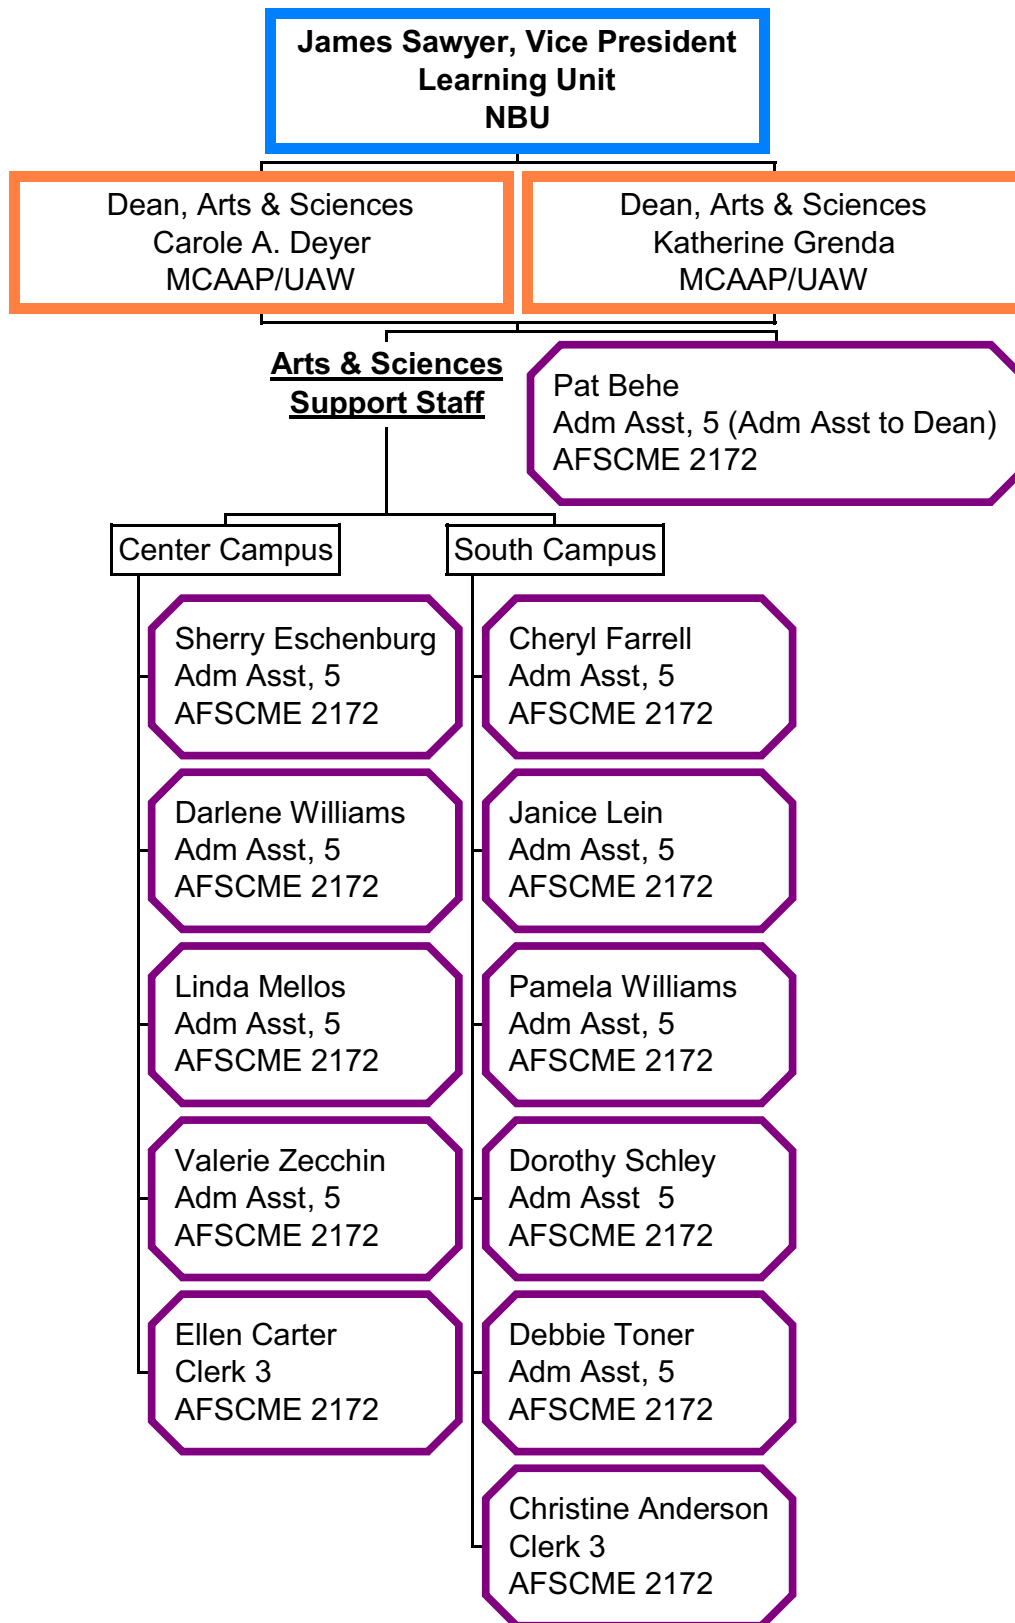 James Sawyer, Vice President
Learning Unit
NBU
Dean, Arts & Sciences
Carole A. Deyer
MCAAP/UAW
Dean, Arts & Sciences
Katherine Grenda
MCAAP/UAW
Arts & Sciences
Support Staff
Pat Behe
Adm Asst, 5 (Adm Asst to Dean)
AFSCME 2172
Center Campus
Sherry Eschenburg
Adm Asst, 5
AFSCME 2172
Darlene Williams
Adm Asst, 5
AFSCME 2172
Linda Mellos
Adm Asst, 5
AFSCME 2172
Valerie Zecchin
Adm Asst, 5
AFSCME 2172
Ellen Carter
Clerk 3
AFSCME 2172
South Campus
Cheryl Farrell
Adm Asst, 5
AFSCME 2172
Janice Lein
Adm Asst, 5
AFSCME 2172
Pamela Williams
Adm Asst, 5
AFSCME 2172
Dorothy Schley
Adm Asst  5
AFSCME 2172
Debbie Toner
Adm Asst, 5
AFSCME 2172
Christine Anderson
Clerk 3
AFSCME 2172